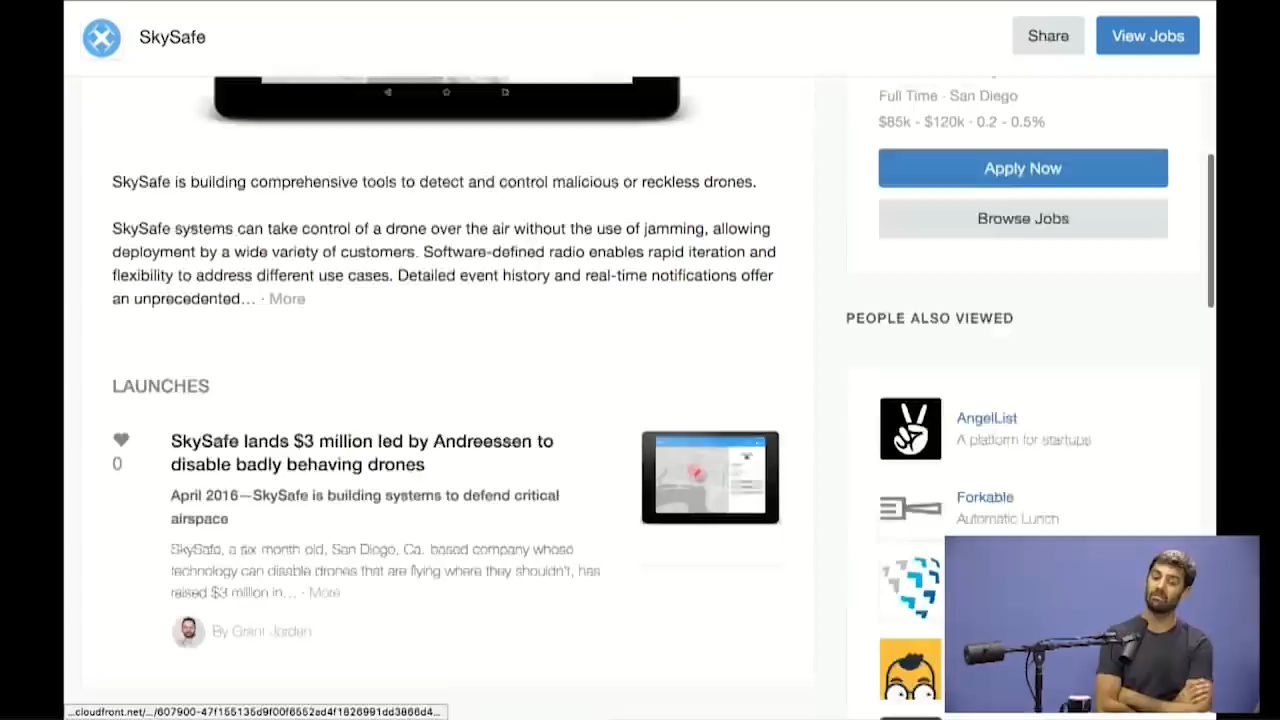 SkySafe
Share
View Jobs
Full Time · San Diego
$85k - $120k · 0.2 - 0.5%
Apply Now
Browse Jobs
SkySafe is building comprehensive tools to detect and control malicious or reckless drones.
SkySafe systems can take control of a drone over the air without the use of jamming, allowing
deployment by a wide variety of customers. Software-defined radio enables rapid iteration and
flexibility to address different use cases. Detailed event history and real-time notifications offer
an unprecedented… · More
PEOPLE ALSO VIEWED
AngelList
A platform for startups
Forkable
Automatic Lunch
LAUNCHES
0
SkySafe lands $3 million led by Andreessen to
disable badly behaving drones
April 2016—SkySafe is building systems to defend critical
airspace
SkySafe, a six month old, San Diego, Ca. based company whose
technology can disable drones that are flying where they shouldn't, has
raised $3 million in… · More
By Grant Jordan
...cloudfront.net/.../607900-47f155135d9f00f6552ad4f1826991dd3866d4...